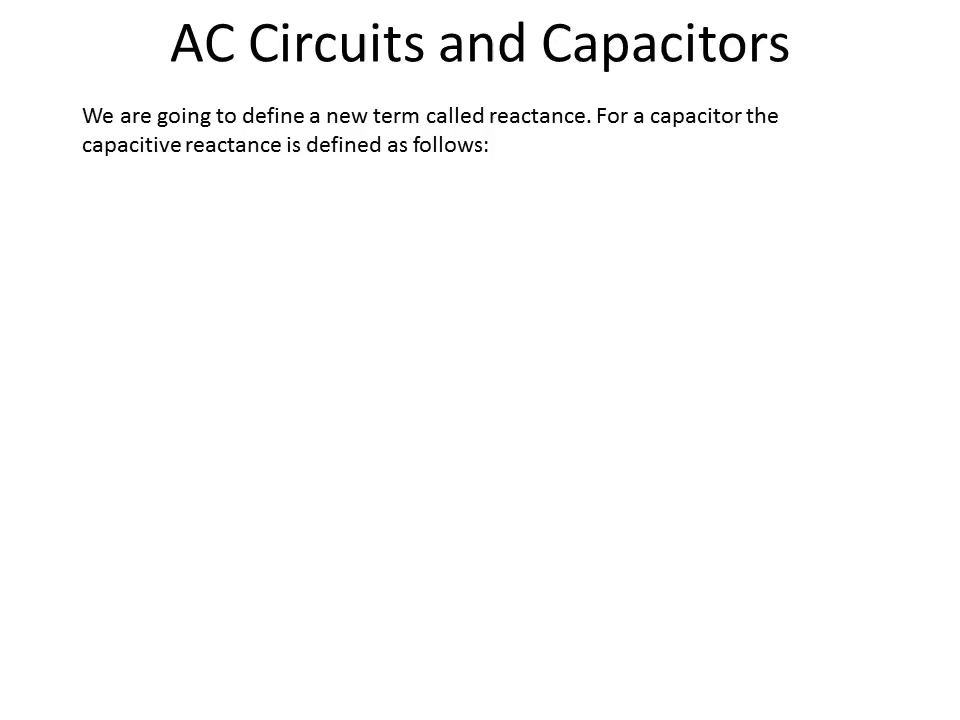 AC Circuits and Capacitors
We are going to define a new term called reactance. For a capacitor the
capacitive reactance is defined as follows: